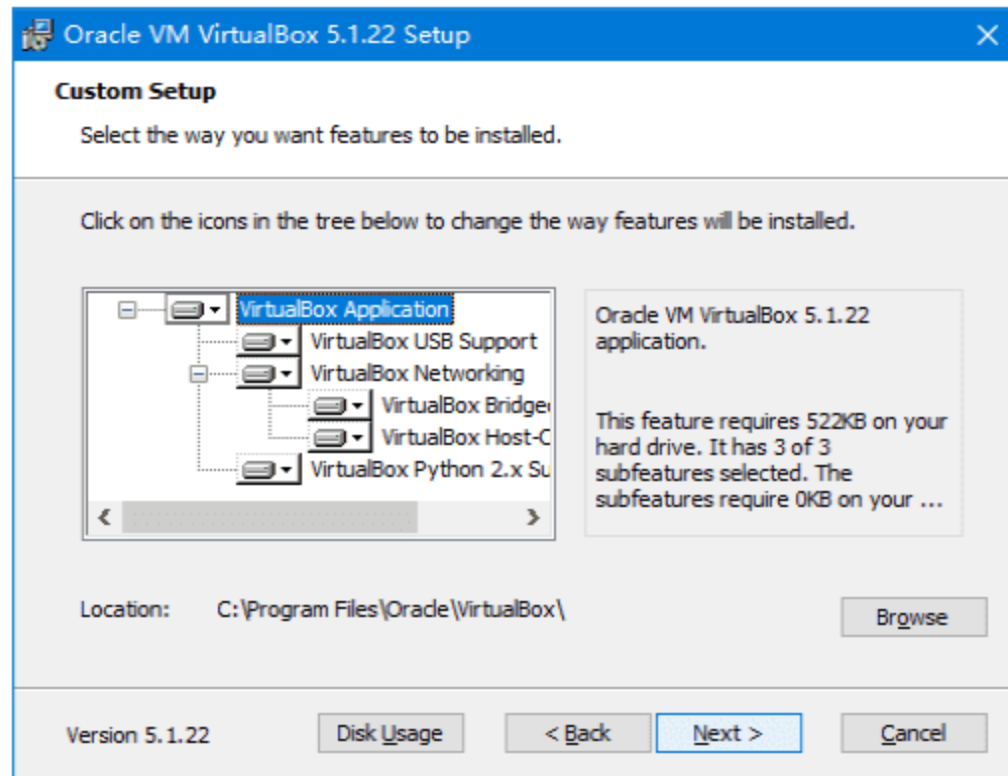 Oracle VM VirtualBox 5.1.22 Setup
Custom Setup
Select the way you want features to be installed.
Click on the icons in the tree below to change the way features will be installed.
VirtualBox Application
VirtualBox USB Support
VirtualBox Networking
VirtualBox Bridge
VirtualBox Host-C
VirtualBox Python 2.x Su
Oracle VM VirtualBox 5.1.22
application.
This feature requires 522KB on your
hard drive. It has 3 of 3
subfeatures selected. The
subfeatures require 0KB on your ...
Location: C:\Program Files\Oracle\VirtualBox\
Browse
Version 5.1.22
Disk Usage
< Back
Next >
Cancel